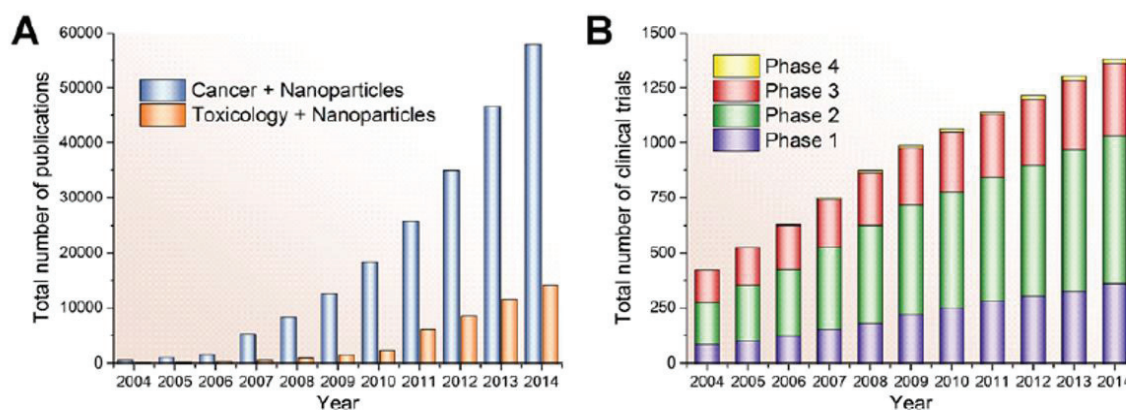 A
Total number of publications
60000
50000
40000
30000
20000
10000
0
Cancer + Nanoparticles
Toxicology + Nanoparticles
2004 2005 2006 2007 2008 2009 2010 2011 2012 2013 2014
Year
B
Total number of clinical trials
1500
1250
1000
750
500
250
0
Phase 4
Phase 3
Phase 2
Phase 1
2004 2005 2006 2007 2008 2009 2010 2011 2012 2013 2014
Year